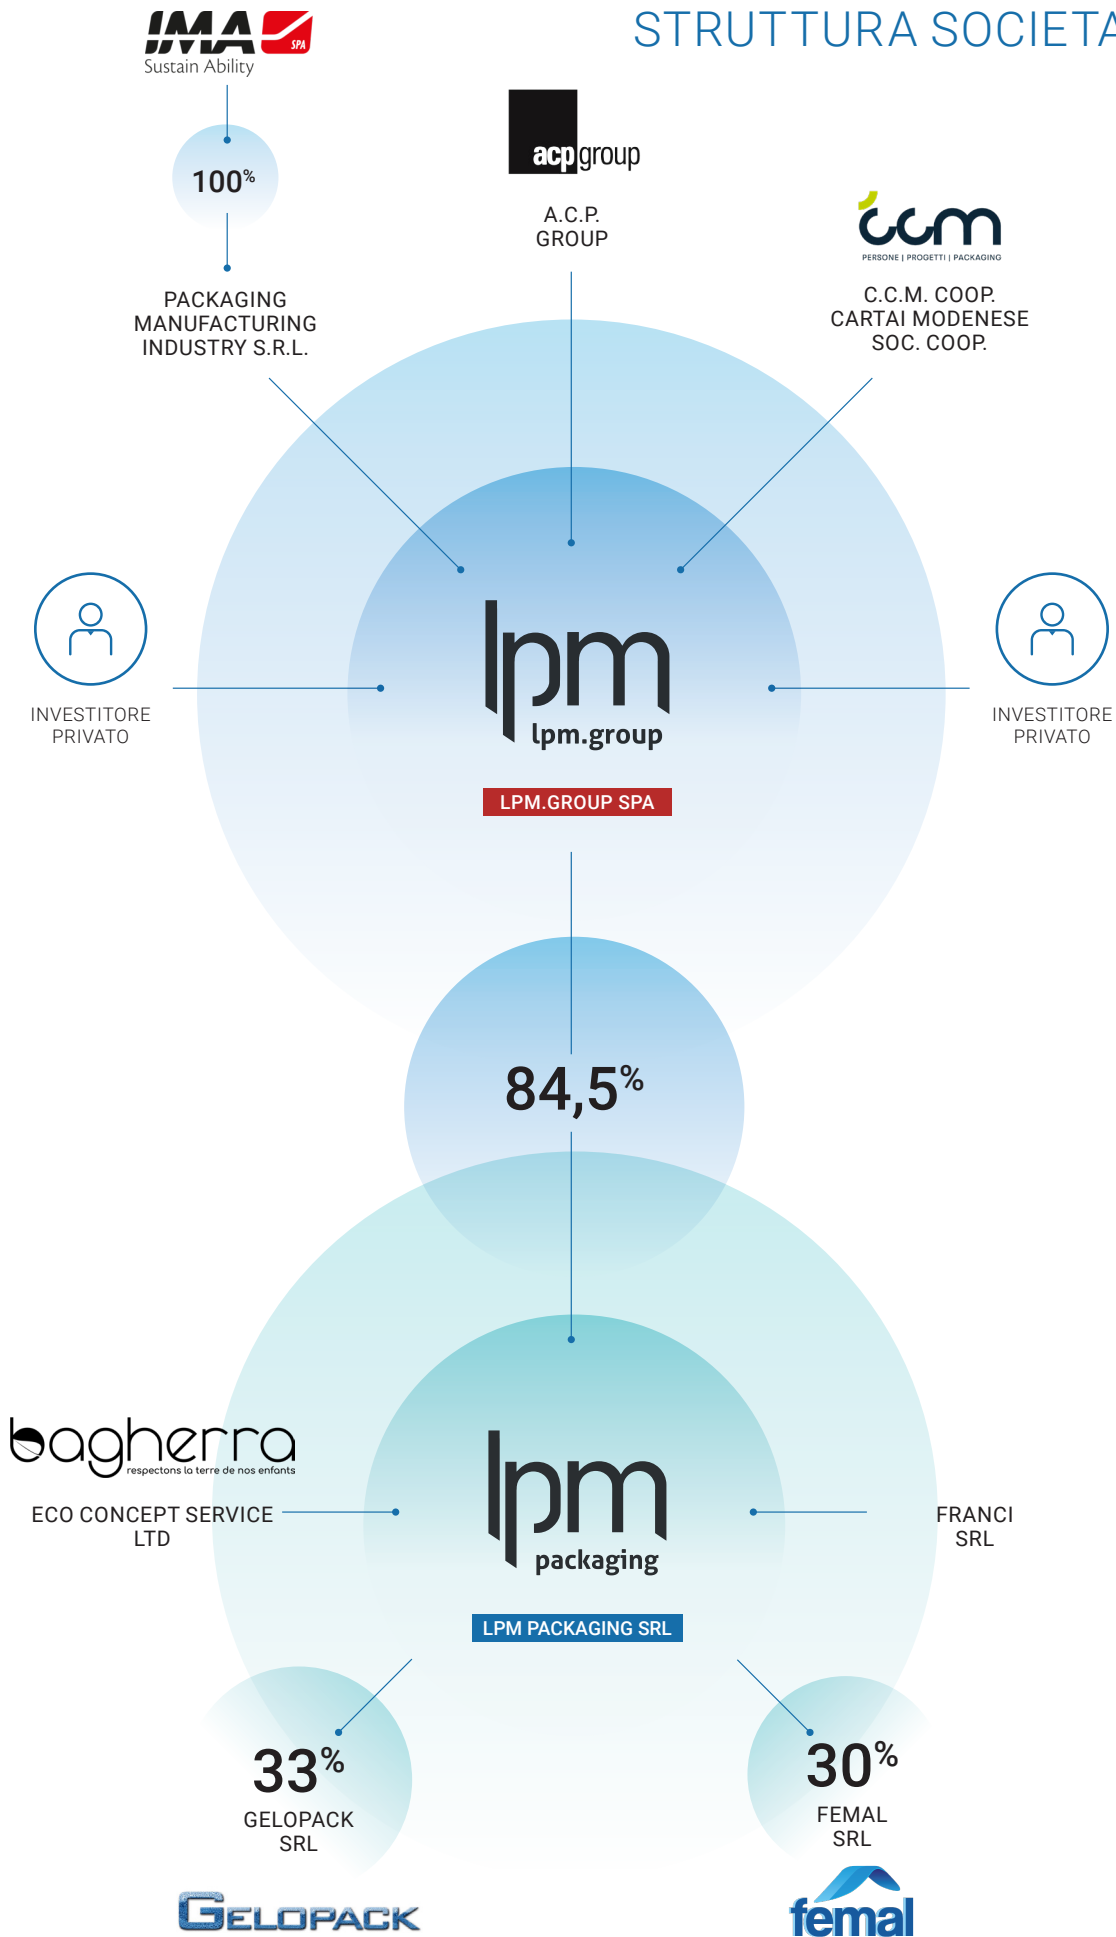 STRUTTURA SOCIETA
IMA SPA
Sustain Ability
100%
PACKAGING
MANUFACTURING
INDUSTRY S.R.L.
acpgroup
A.C.P.
GROUP
ccm
PERSONE | PROGETTI | PACKAGING
C.C.M. COOP.
CARTAI MODENESE
SOC. COOP.
INVESTITORE
PRIVATO
lpm
lpm.group
LPM.GROUP SPA
INVESTITORE
PRIVATO
84,5%
bagherra
respectons la terre de nos enfants
ECO CONCEPT SERVICE
LTD
lpm
packaging
LPM PACKAGING SRL
FRANCI
SRL
33%
GELOPACK
SRL
GELOPACK
30%
FEMAL
SRL
femal